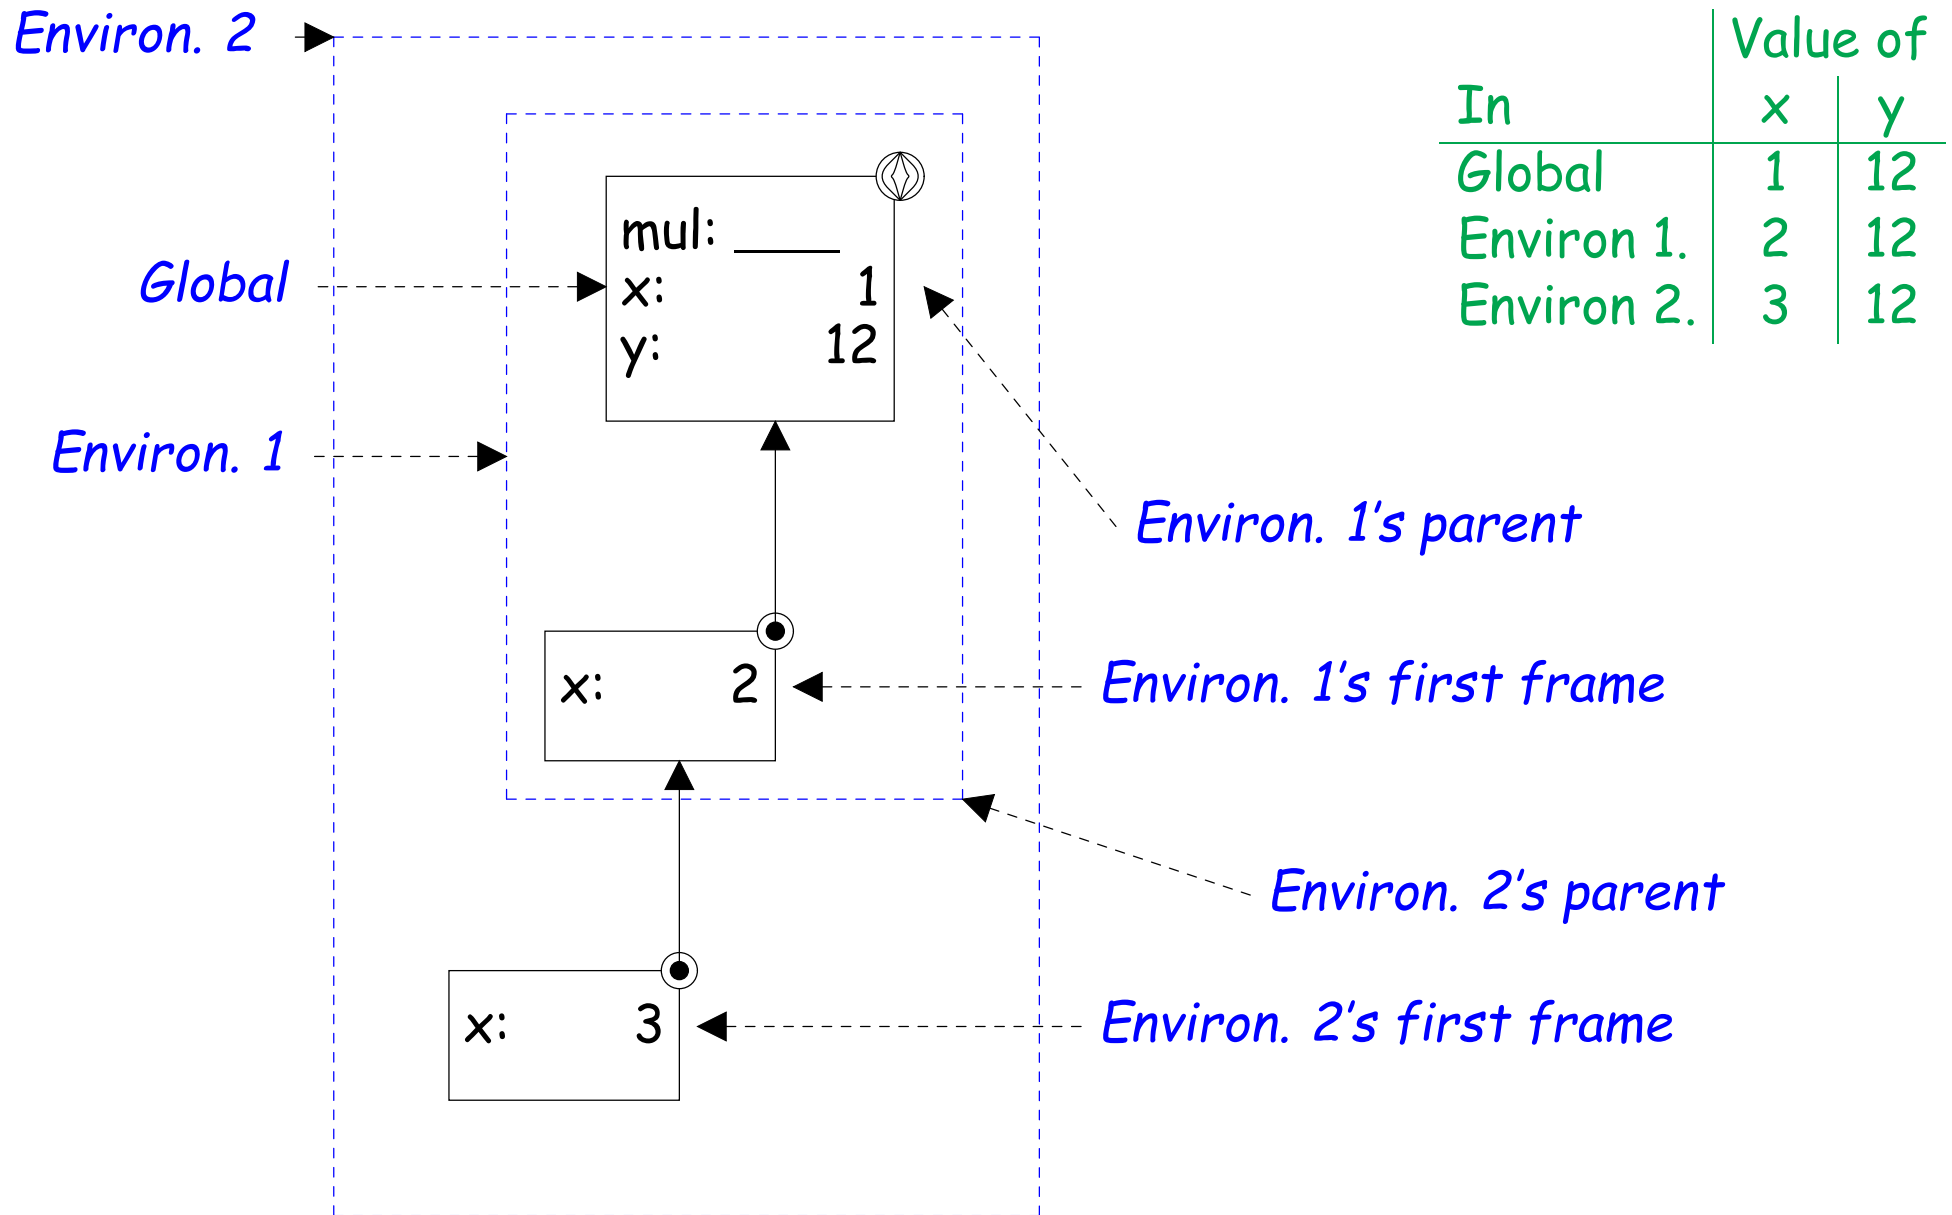 Environ. 2
Value of
In x y
Global 1 12
Environ 1. 2 12
Environ 2. 3 12
mul: _____
Global
x: 1
y: 12
Environ. 1
Environ. 1's parent
x: 2
Environ. 1's first frame
Environ. 2's parent
x: 3
Environ. 2's first frame